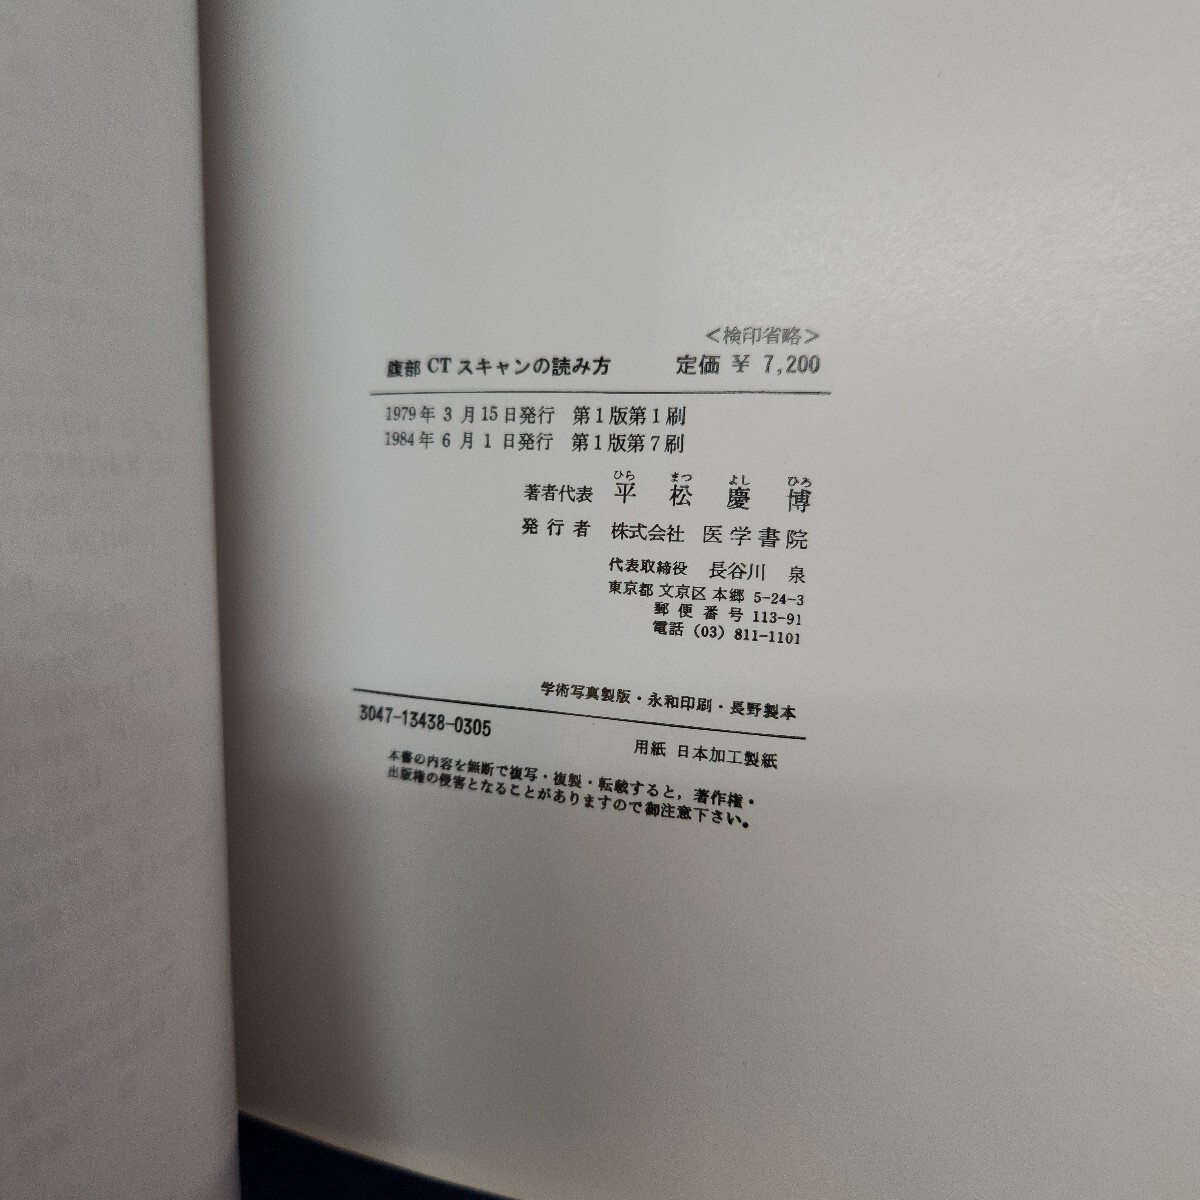 <検印省略>
腹部 CT スキャンの読み方 定価 ¥ 7,200
1979年 3 月15日発行 第1版第1刷
1984年 6 月 1 日発行 第1版第7刷
ひら まつ よし ひろ
著者代表 平 松 慶 博
発 行 者 株式会社 医学書院
代表取締役 長谷川 泉
東京都 文京区 本郷 5-24-3
郵 便 番 号 113-91
電話 (03) 811-1101
学術写真製版・永和印刷・長野製本
3047-13438-0305
用紙 日本加工製紙
本書の内容を無断で複写・複製・転載すると，著作権・
出版権の侵害となることがありますので御注意下さい。